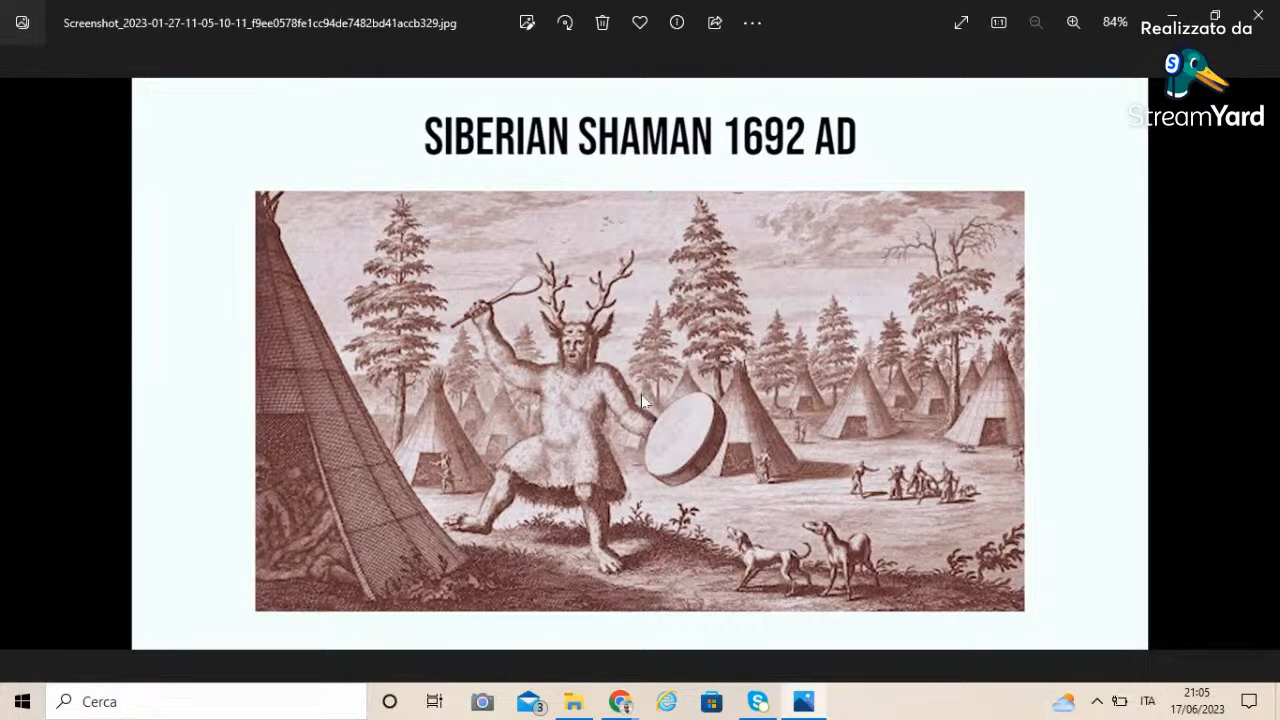 Screenshot_2023-01-27-11-05-10-11_f9ee0578fe1cc94de7482bd41accb329.jpg
84%
Realizzato da
S
StreamYard
SIBERIAN SHAMAN 1692 AD
Cerca
3
ITA
21:05
17/06/2023